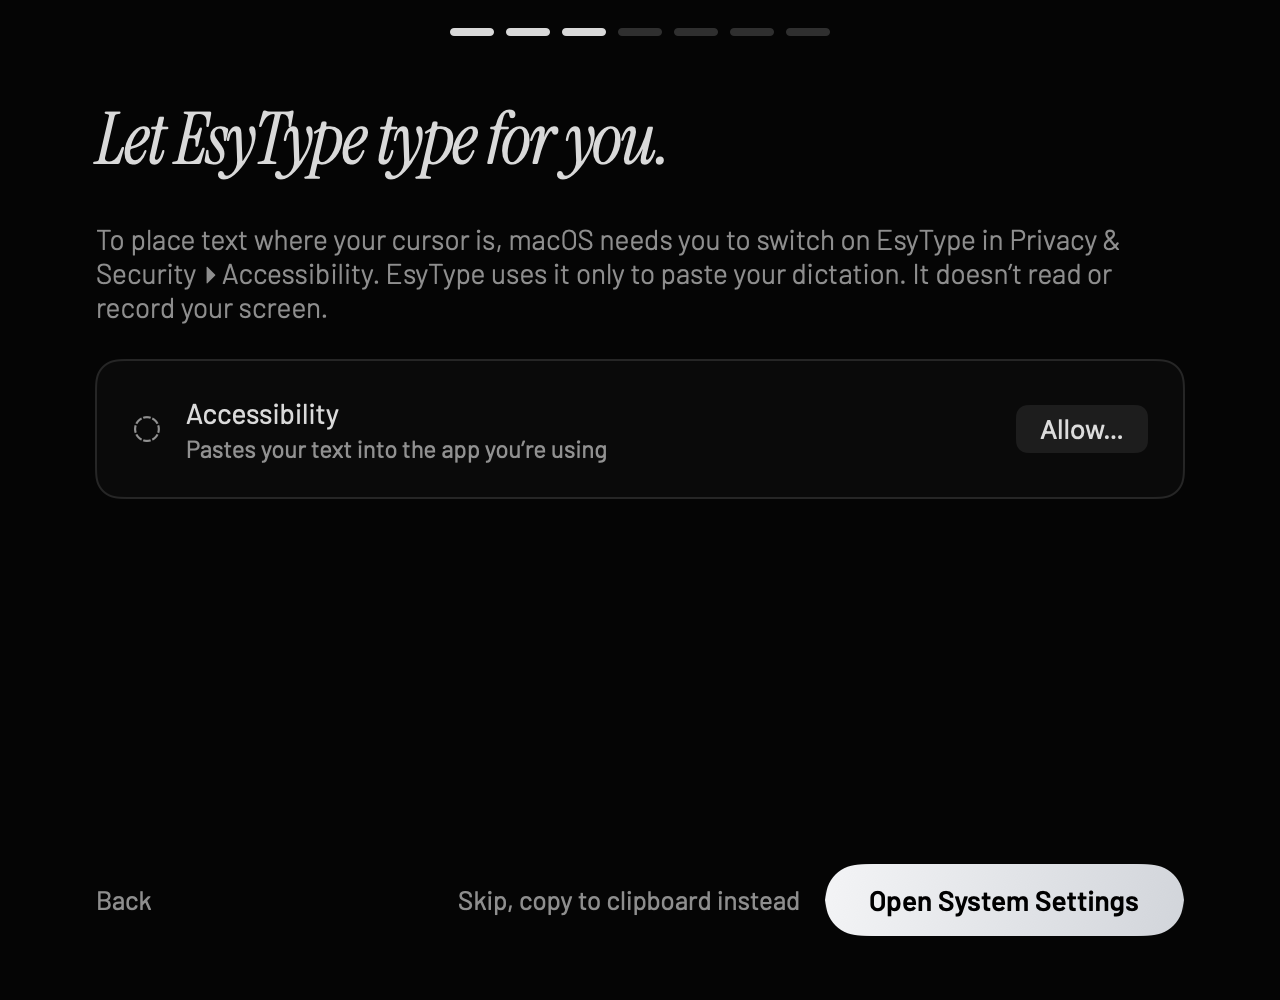 Let EsyType type for you.
To place text where your cursor is, macOS needs you to switch on EsyType in Privacy &
Security ▸ Accessibility. EsyType uses it only to paste your dictation. It doesn’t read or
record your screen.
Accessibility
Pastes your text into the app you’re using
Allow...
Back
Skip, copy to clipboard instead
Open System Settings